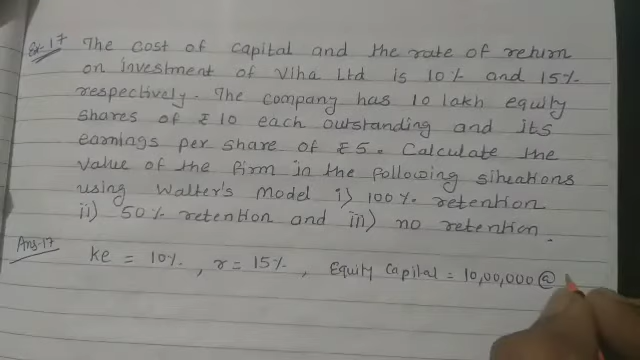 Ex-17 The cost of capital and the rate of return
on investment of Viha Ltd is 10% and 15%
respectively. The company has 10 lakh equity
shares of ₹10 each outstanding and its
earnings per share of ₹5. Calculate the
value of the firm in the following situations
using Walter's Model i) 100% retention
ii) 50% retention and iii) no retention.
Ans-17
ke = 10%, r = 15%, Equity Capital = 10,00,000 @